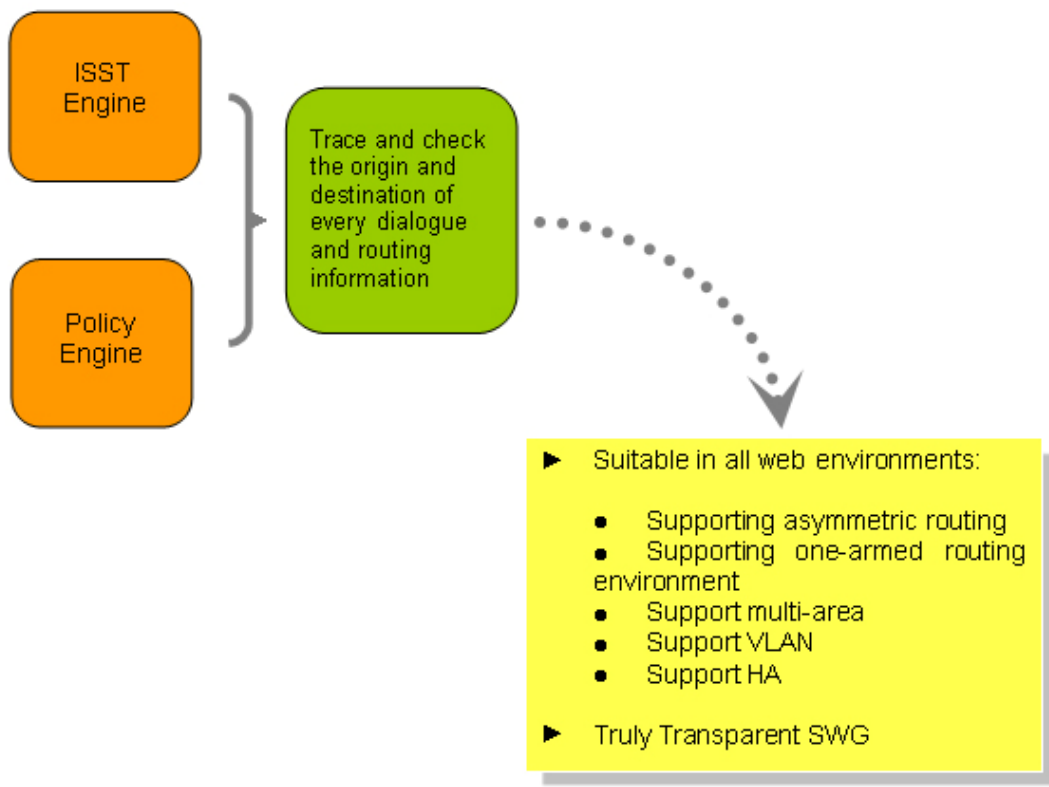 ISST
Engine
Policy
Engine
Trace and check
the origin and
destination of
every dialogue
and routing
information
► Suitable in all web environments:
● Supporting asymmetric routing
● Supporting one-armed routing
environment
● Support multi-area
● Support VLAN
● Support HA
► Truly Transparent SWG